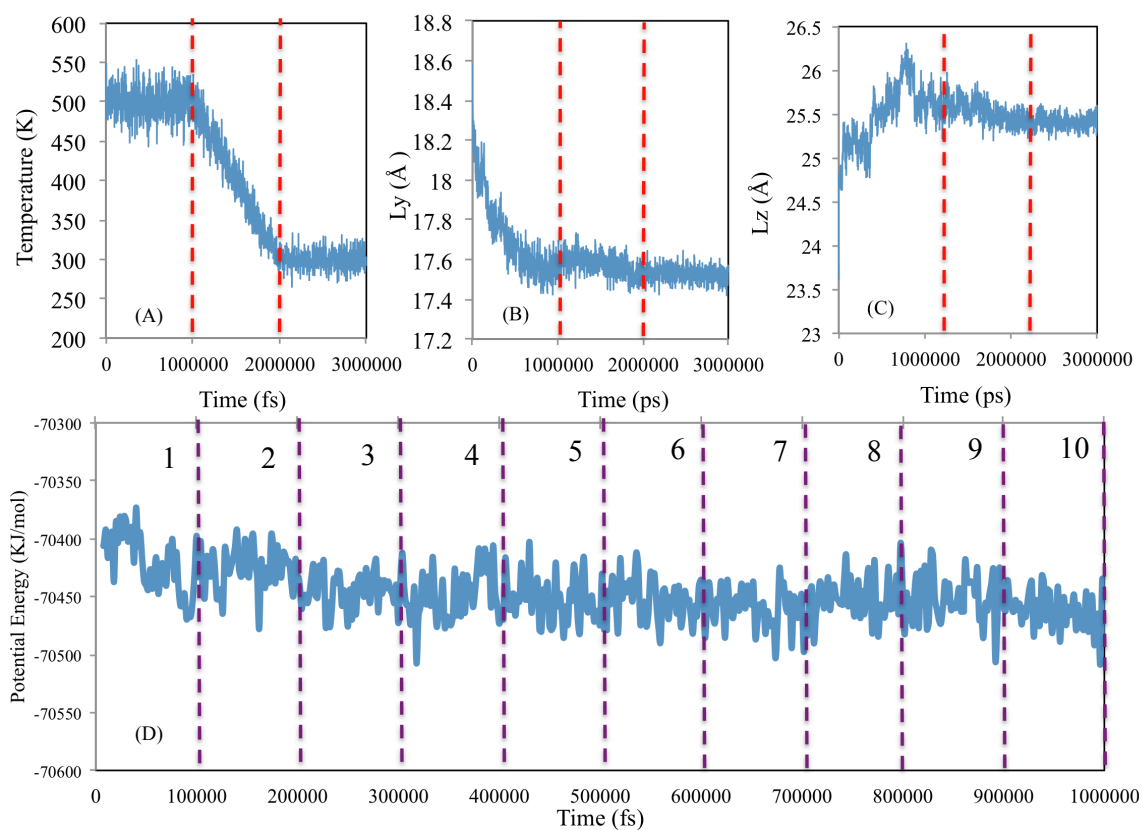 Temperature (K)
600
550
500
450
400
350
300
250
200
(A)
0 1000000 2000000 3000000
Time (fs)
Ly (Å )
18.8
18.6
18.4
18.2
18
17.8
17.6
17.4
17.2
(B)
0 1000000 2000000 3000000
Time (ps)
Lz (Å)
26.5
26
25.5
25
24.5
24
23.5
23
(C)
0 1000000 2000000 3000000
Time (ps)
Potential Energy (KJ/mol)
-70300
-70350
-70400
-70450
-70500
-70550
-70600
1 2 3 4 5 6 7 8 9 10
(D)
0 100000 200000 300000 400000 500000 600000 700000 800000 900000 1000000
Time (fs)